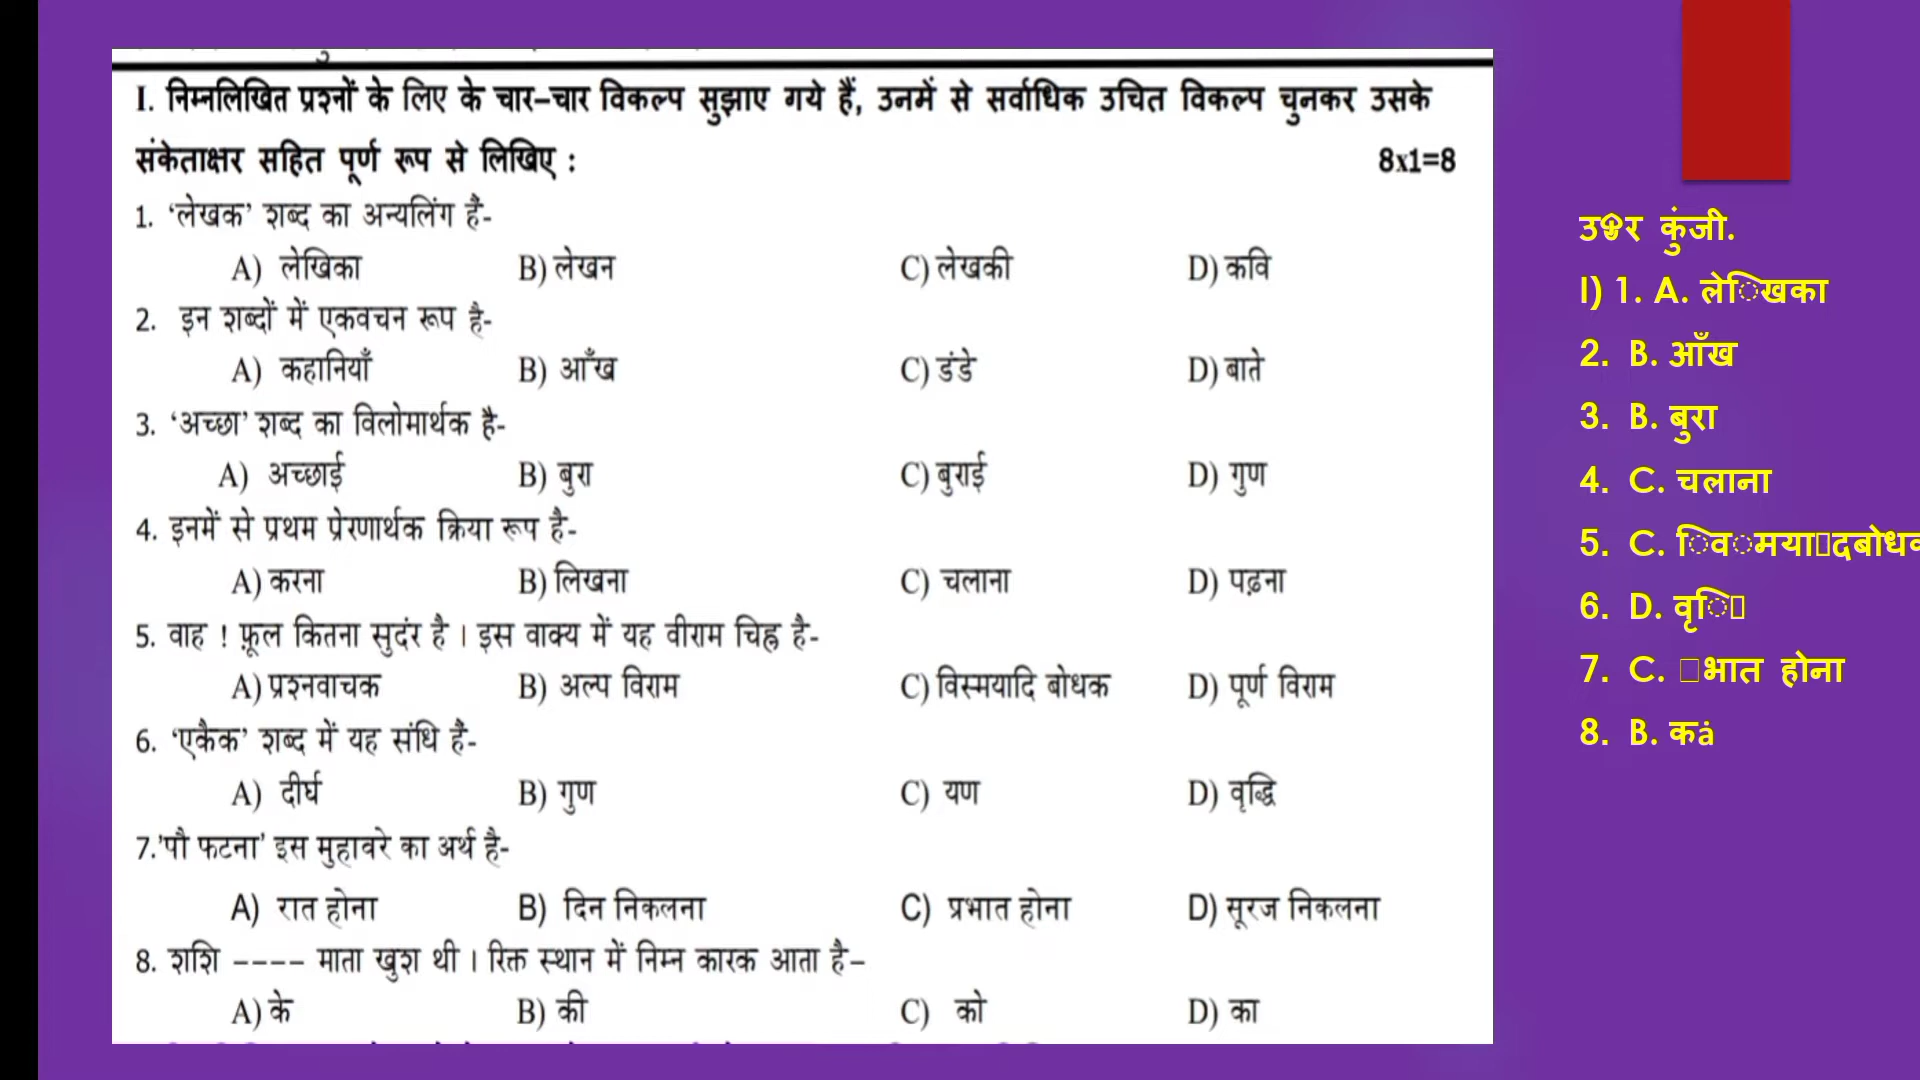 I. निम्नलिखित प्रश्नों के लिए के चार–चार विकल्प सुझाए गये हैं, उनमें से सर्वाधिक उचित विकल्प चुनकर उसके
संकेताक्षर सहित पूर्ण रूप से लिखिए : 8x1=8
1. ‘लेखक’ शब्द का अन्यलिंग है-
A) लेखिका B) लेखन C) लेखकी D) कवि
2. इन शब्दों में एकवचन रूप है-
A) कहानियाँ B) आँख C) डंडे D) बाते
3. ‘अच्छा’ शब्द का विलोमार्थक है-
A) अच्छाई B) बुरा C) बुराई D) गुण
4. इनमें से प्रथम प्रेरणार्थक क्रिया रूप है-
A) करना B) लिखना C) चलाना D) पढ़ना
5. वाह ! फ़ूल कितना सुदंर है । इस वाक्य में यह वीराम चिह्न है-
A) प्रश्नवाचक B) अल्प विराम C) विस्मयादि बोधक D) पूर्ण विराम
6. ‘एकैक’ शब्द में यह संधि है-
A) दीर्घ B) गुण C) यण D) वृद्धि
7.’पौ फटना’ इस मुहावरे का अर्थ है-
A) रात होना B) दिन निकलना C) प्रभात होना D) सूरज निकलना
8. शशि ---- माता खुश थी । रिक्त स्थान में निम्न कारक आता है–
A) के B) की C) को D) का
कुंजी.
I) 1. A.
2. B. आँख
3. B. बुरा
4. C. चलाना
5. C.
6. D.
7. C. होना
8. B.